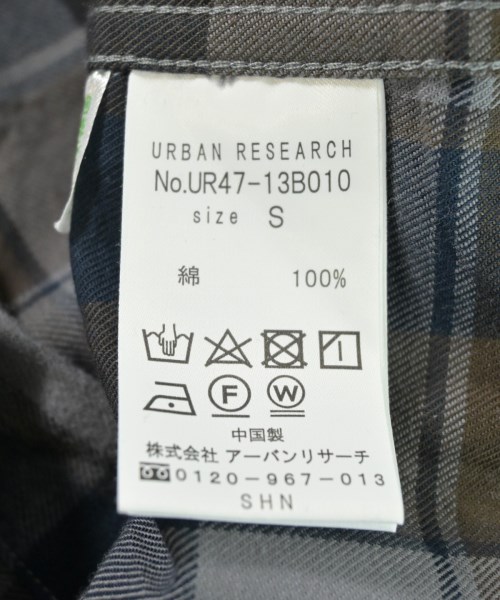 URBAN RESEARCH
No.UR47-13B010
size S
綿 100%
F W
中国製
株式会社 アーバンリサーチ
0120-967-013
SHN